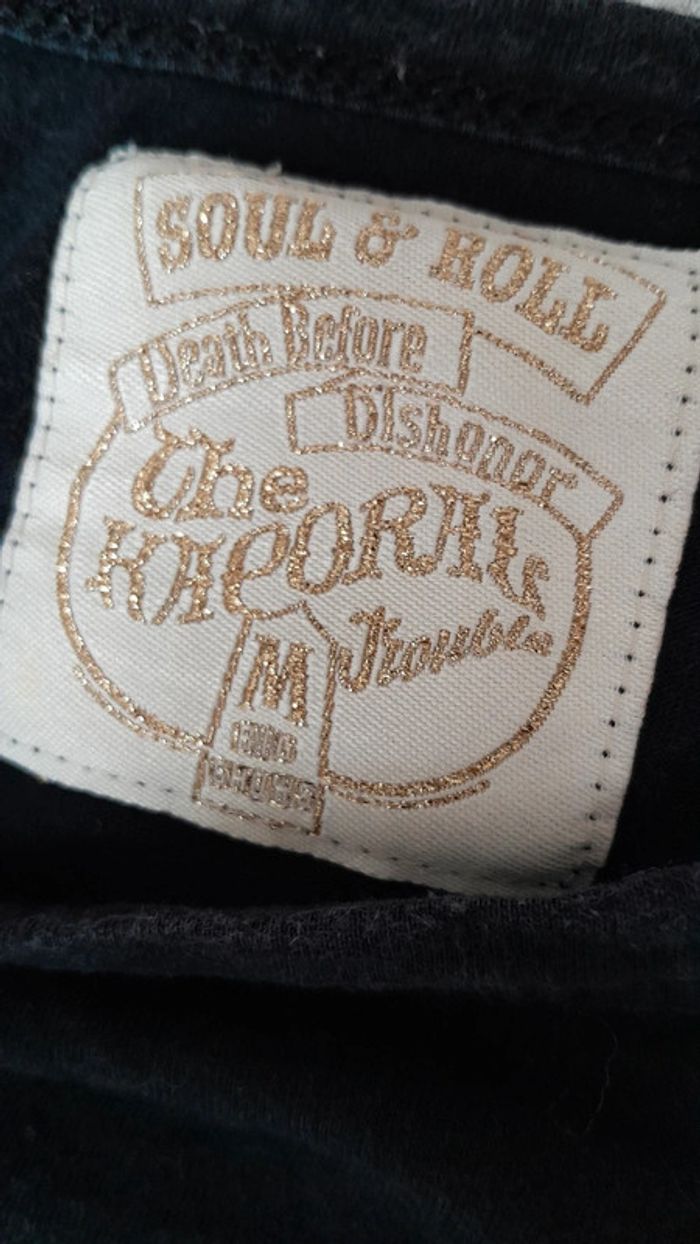 SOUL & ROLL
Death Before
Dishonor
The
KAPORAL
Trouble
M